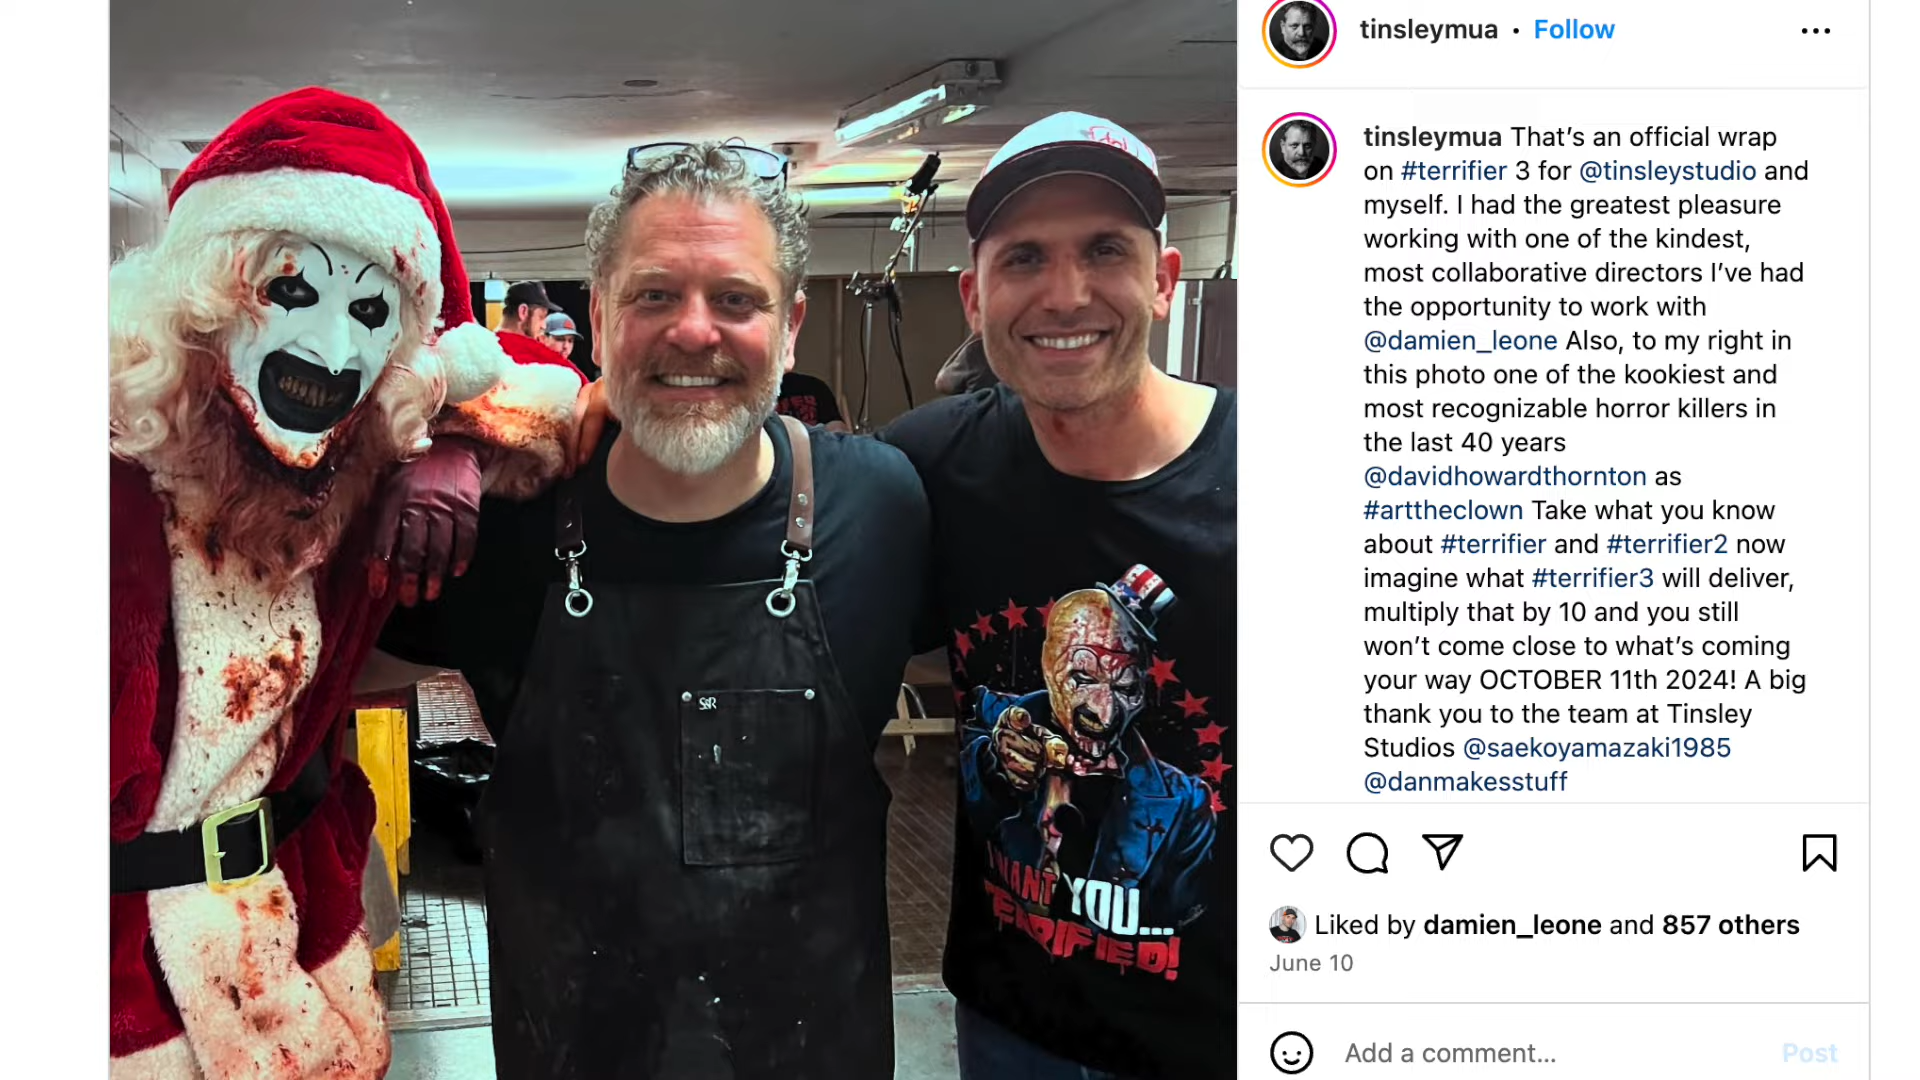 tinsleymua • Follow
tinsleymua That’s an official wrap
on #terrifier 3 for @tinsleystudio and
myself. I had the greatest pleasure
working with one of the kindest,
most collaborative directors I’ve had
the opportunity to work with
@damien_leone Also, to my right in
this photo one of the kookiest and
most recognizable horror killers in
the last 40 years
@davidhowardthornton as
#arttheclown Take what you know
about #terrifier and #terrifier2 now
imagine what #terrifier3 will deliver,
multiply that by 10 and you still
won’t come close to what’s coming
your way OCTOBER 11th 2024! A big
thank you to the team at Tinsley
Studios @saekoyamazaki1985
@danmakesstuff
Liked by damien_leone and 857 others
June 10
Add a comment...
Post
S&R
I WANT YOU...
TERRIFIED!